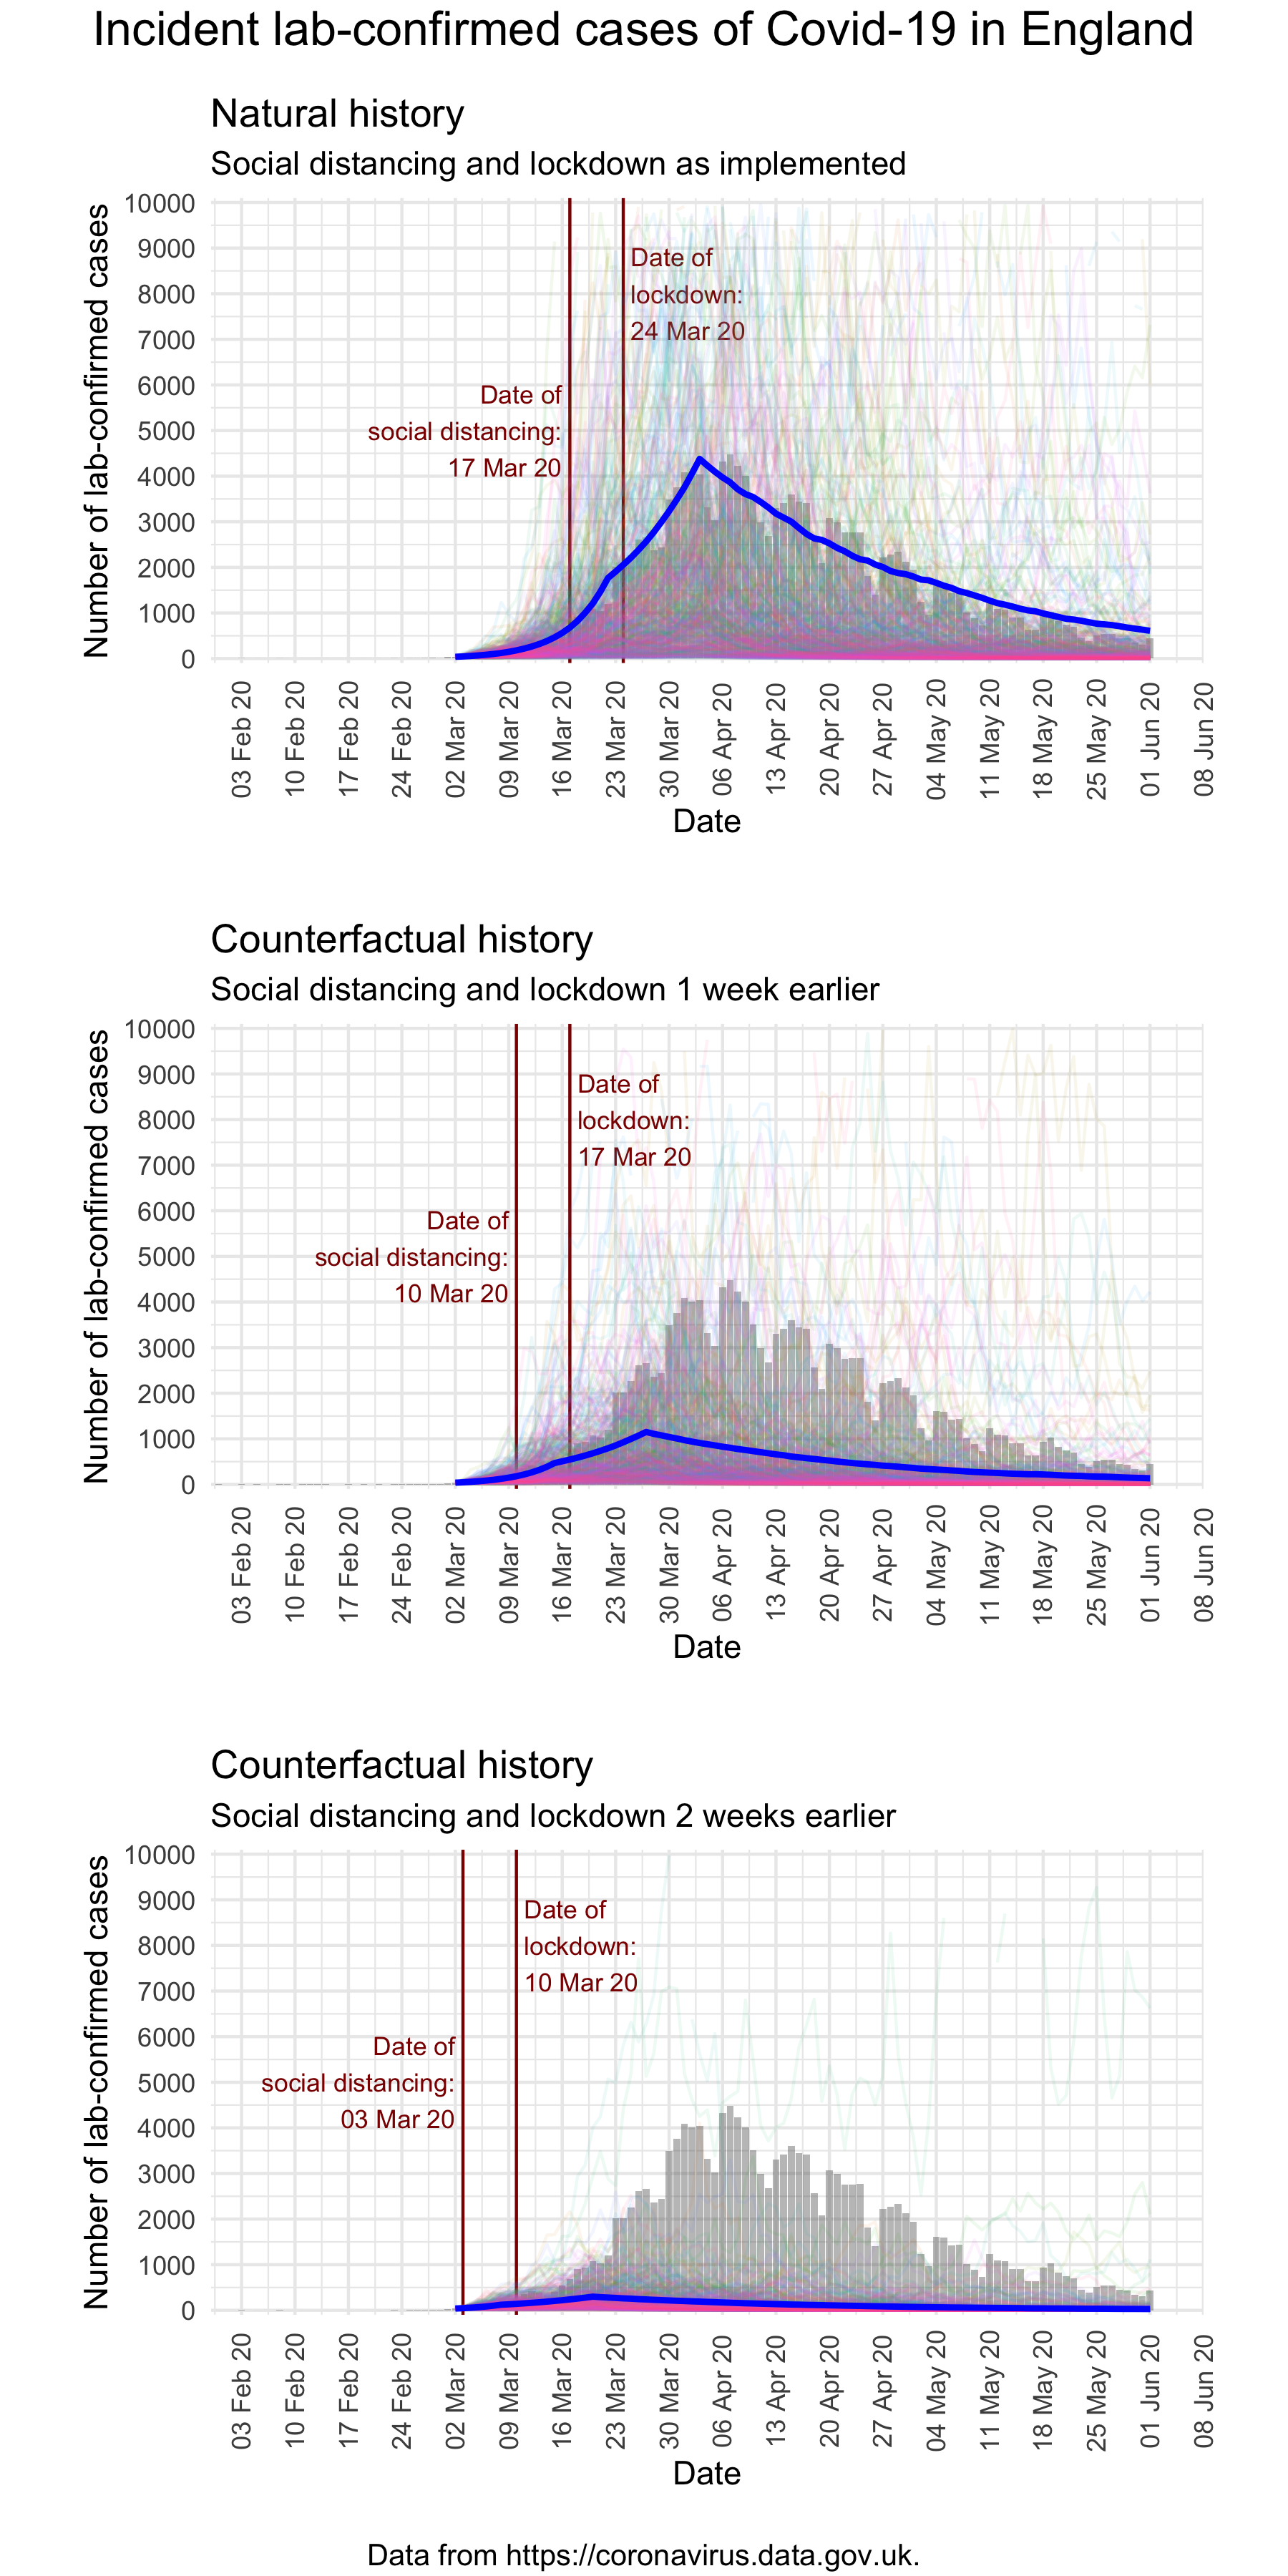 Incident lab-confirmed cases of Covid-19 in England
Natural history
Social distancing and lockdown as implemented
Number of lab-confirmed cases
10000
9000
8000
7000
6000
5000
4000
3000
2000
1000
0
Date of
lockdown:
24 Mar 20
Date of
social distancing:
17 Mar 20
03 Feb 20
10 Feb 20
17 Feb 20
24 Feb 20
02 Mar 20
09 Mar 20
16 Mar 20
23 Mar 20
30 Mar 20
06 Apr 20
13 Apr 20
20 Apr 20
27 Apr 20
04 May 20
11 May 20
18 May 20
25 May 20
01 Jun 20
08 Jun 20
Date
Counterfactual history
Social distancing and lockdown 1 week earlier
Number of lab-confirmed cases
10000
9000
8000
7000
6000
5000
4000
3000
2000
1000
0
Date of
lockdown:
17 Mar 20
Date of
social distancing:
10 Mar 20
03 Feb 20
10 Feb 20
17 Feb 20
24 Feb 20
02 Mar 20
09 Mar 20
16 Mar 20
23 Mar 20
30 Mar 20
06 Apr 20
13 Apr 20
20 Apr 20
27 Apr 20
04 May 20
11 May 20
18 May 20
25 May 20
01 Jun 20
08 Jun 20
Date
Counterfactual history
Social distancing and lockdown 2 weeks earlier
Number of lab-confirmed cases
10000
9000
8000
7000
6000
5000
4000
3000
2000
1000
0
Date of
lockdown:
10 Mar 20
Date of
social distancing:
03 Mar 20
03 Feb 20
10 Feb 20
17 Feb 20
24 Feb 20
02 Mar 20
09 Mar 20
16 Mar 20
23 Mar 20
30 Mar 20
06 Apr 20
13 Apr 20
20 Apr 20
27 Apr 20
04 May 20
11 May 20
18 May 20
25 May 20
01 Jun 20
08 Jun 20
Date
Data from https://coronavirus.data.gov.uk.